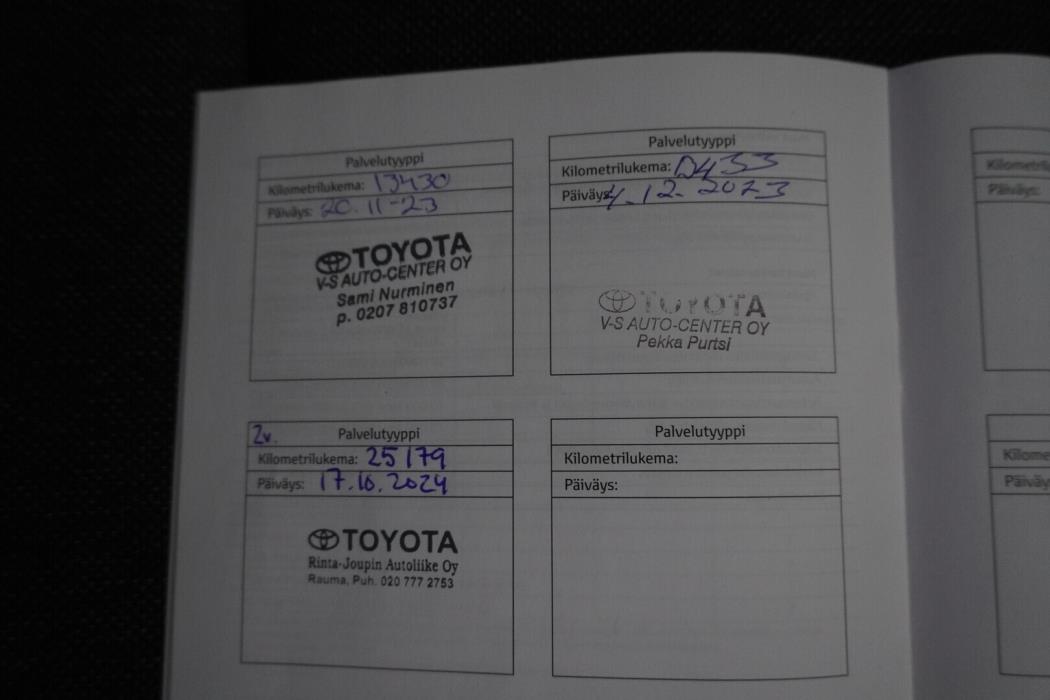 Palvelutyyppi
Kilometrilukema: 13430
Päiväys: 20.11-23
TOYOTA
V-S AUTO-CENTER OY
Sami Nurminen
p. 0207 810737
Palvelutyyppi
Kilometrilukema:
Päiväys: 4.12.2023
TOYOTA
V-S AUTO-CENTER OY
Pekka Purtsi
2v. Palvelutyyppi
Kilometrilukema: 25179
Päiväys: 17.10.2024
TOYOTA
Rinta-Joupin Autoliike Oy
Rauma, Puh. 020 777 2753
Palvelutyyppi
Kilometrilukema:
Päiväys: